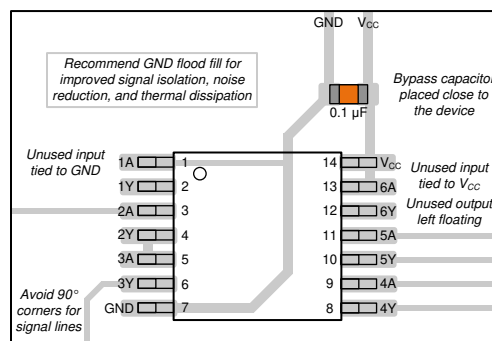 GND VCC
Recommend GND flood fill for
improved signal isolation, noise
reduction, and thermal dissipation
Bypass capacitor
placed close to
the device
0.1 µF
Unused input
tied to GND
1A 1 14 VCC
1Y 2 13 6A
2A 3 12 6Y
2Y 4 11 5A
3A 5 10 5Y
3Y 6 9 4A
GND 7 8 4Y
Unused input
tied to VCC
Unused output
left floating
Avoid 90°
corners for
signal lines